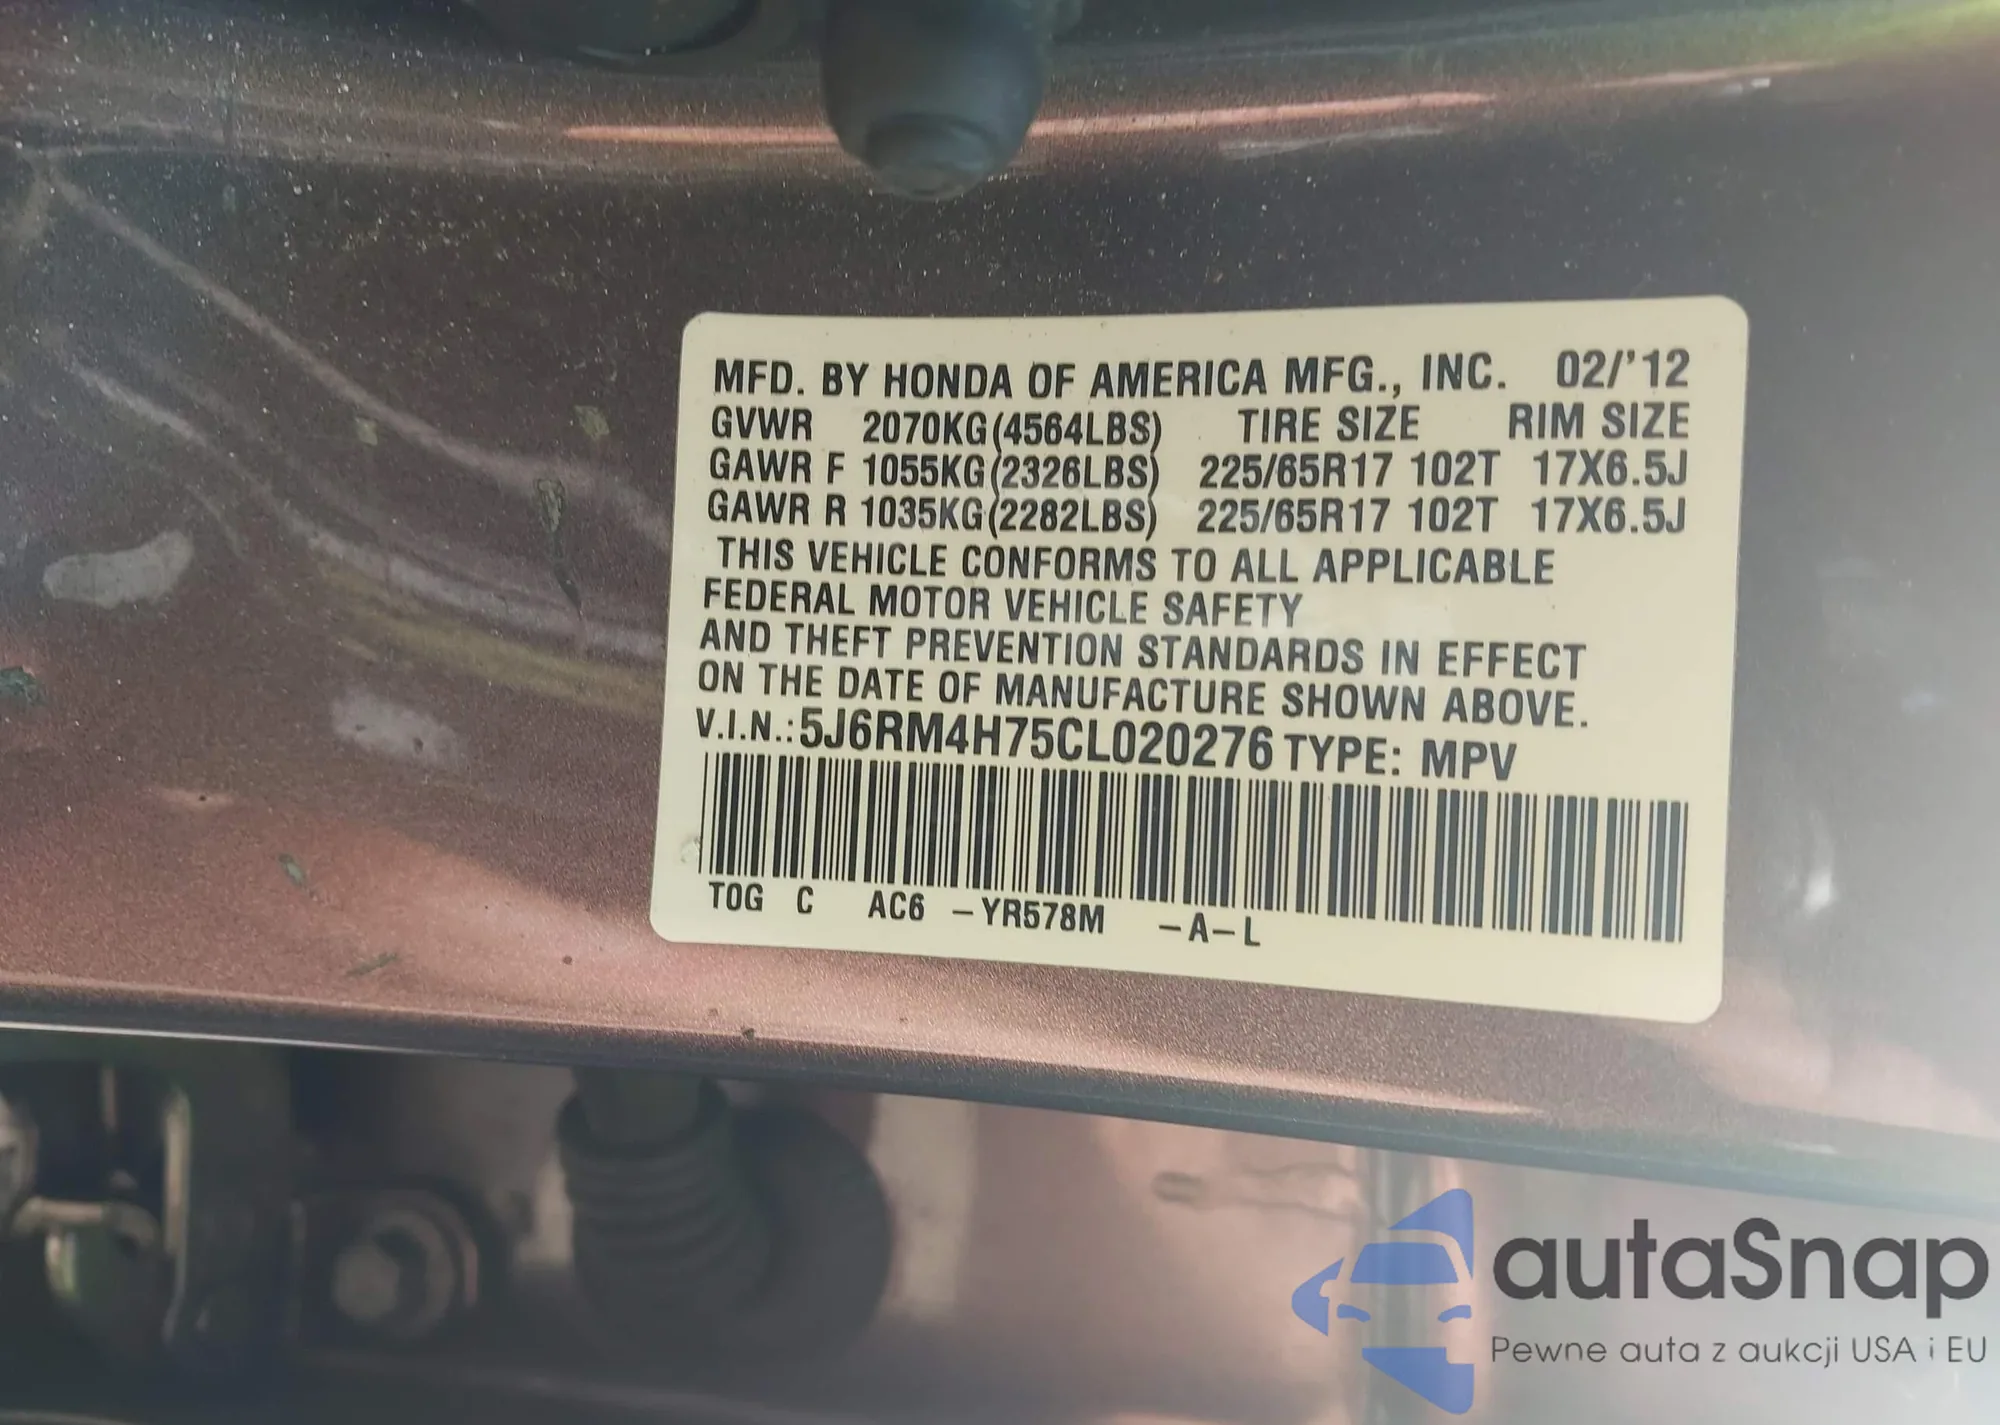 MFD. BY HONDA OF AMERICA MFG., INC. 02/'12
GVWR 2070KG(4564LBS) TIRE SIZE RIM SIZE
GAWR F 1055KG(2326LBS) 225/65R17 102T 17X6.5J
GAWR R 1035KG(2282LBS) 225/65R17 102T 17X6.5J
THIS VEHICLE CONFORMS TO ALL APPLICABLE
FEDERAL MOTOR VEHICLE SAFETY
AND THEFT PREVENTION STANDARDS IN EFFECT
ON THE DATE OF MANUFACTURE SHOWN ABOVE.
V.I.N.:5J6RM4H75CL020276 TYPE: MPV
T0G C AC6 -YR578M -A-L
autaSnap
Pewne auta z aukcji USA i EU